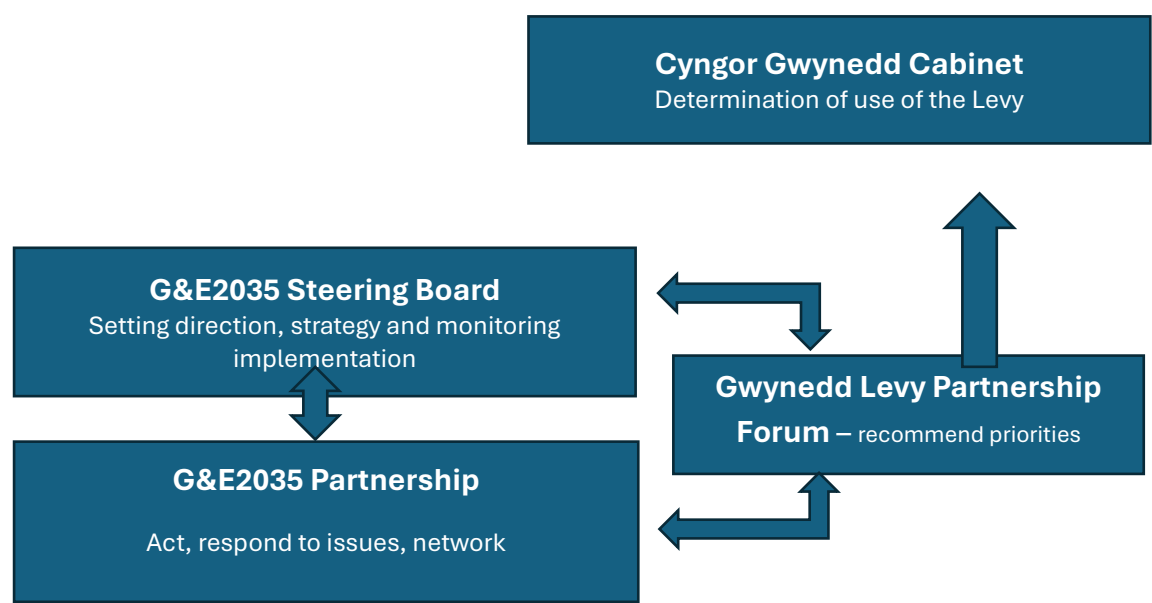 Cyngor Gwynedd Cabinet
Determination of use of the Levy
G&E2035 Steering Board
Setting direction, strategy and monitoring
implementation
Gwynedd Levy Partnership
Forum – recommend priorities
G&E2035 Partnership
Act, respond to issues, network